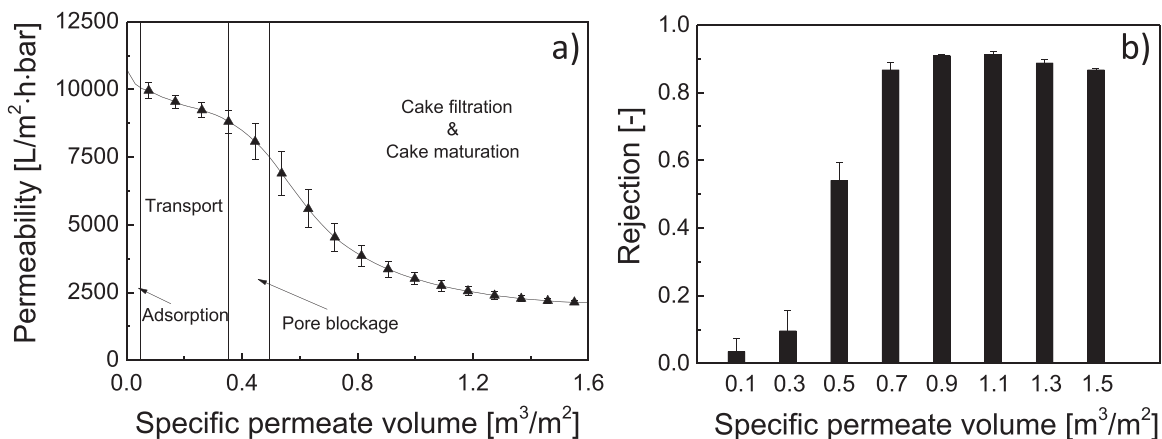 a)
Permeability [L/m²·h·bar]
12500
10000
7500
5000
2500
0
Cake filtration
&
Cake maturation
Transport
Adsorption
Pore blockage
0.0 0.4 0.8 1.2 1.6
Specific permeate volume [m³/m²]
b)
Rejection [-]
1.0
0.8
0.6
0.4
0.2
0.0
0.1 0.3 0.5 0.7 0.9 1.1 1.3 1.5
Specific permeate volume [m³/m²]